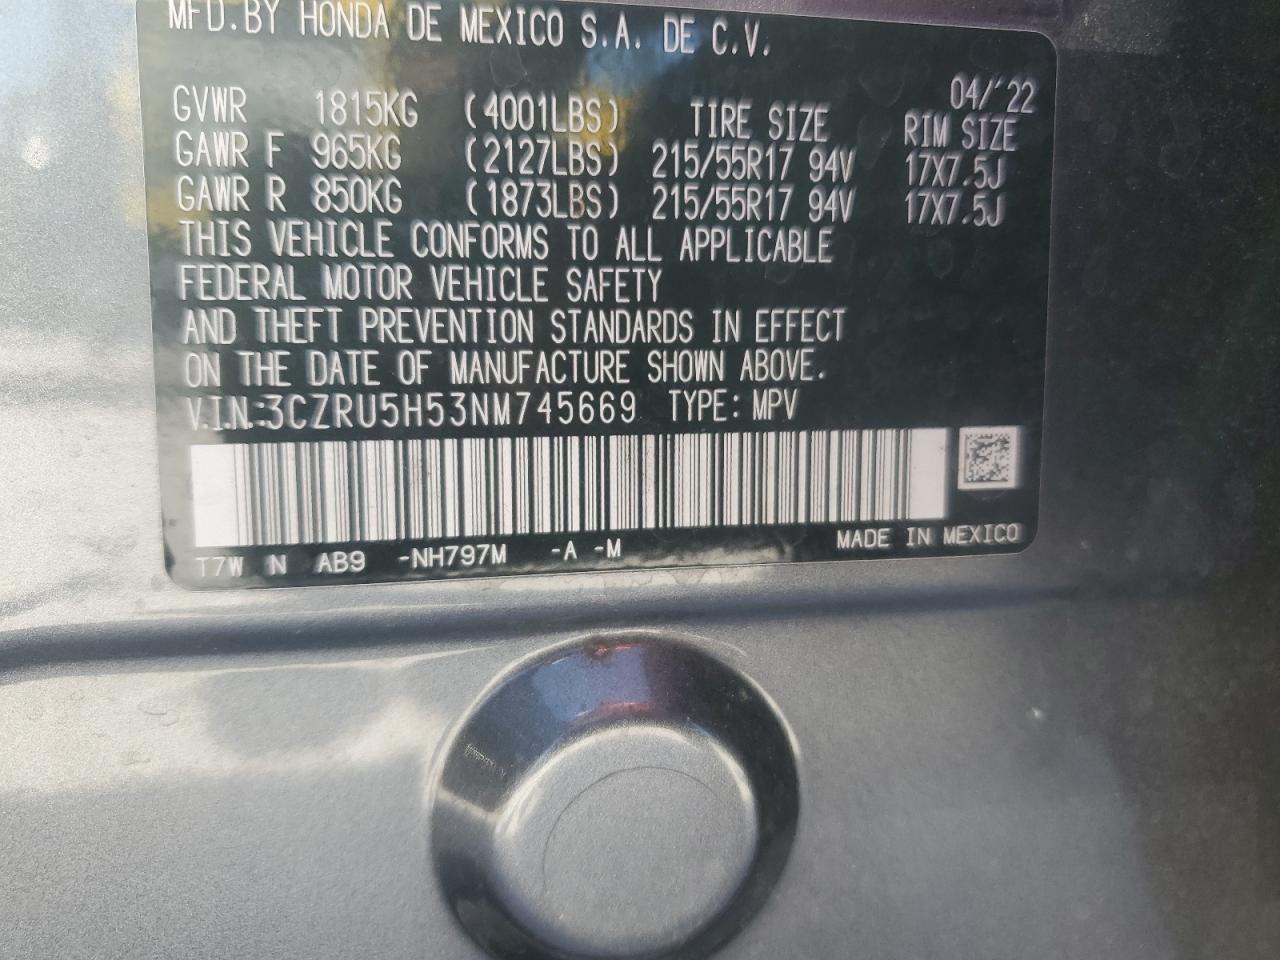 MFD.BY HONDA DE MEXICO S.A. DE C.V.
04/'22
GVWR 1815KG (4001LBS) TIRE SIZE RIM SIZE
GAWR F 965KG (2127LBS) 215/55R17 94V 17X7.5J
GAWR R 850KG (1873LBS) 215/55R17 94V 17X7.5J
THIS VEHICLE CONFORMS TO ALL APPLICABLE
FEDERAL MOTOR VEHICLE SAFETY
AND THEFT PREVENTION STANDARDS IN EFFECT
ON THE DATE OF MANUFACTURE SHOWN ABOVE.
V.I.N.:3CZRU5H53NM745669 TYPE: MPV
T7W N AB9 -NH797M -A -M MADE IN MEXICO